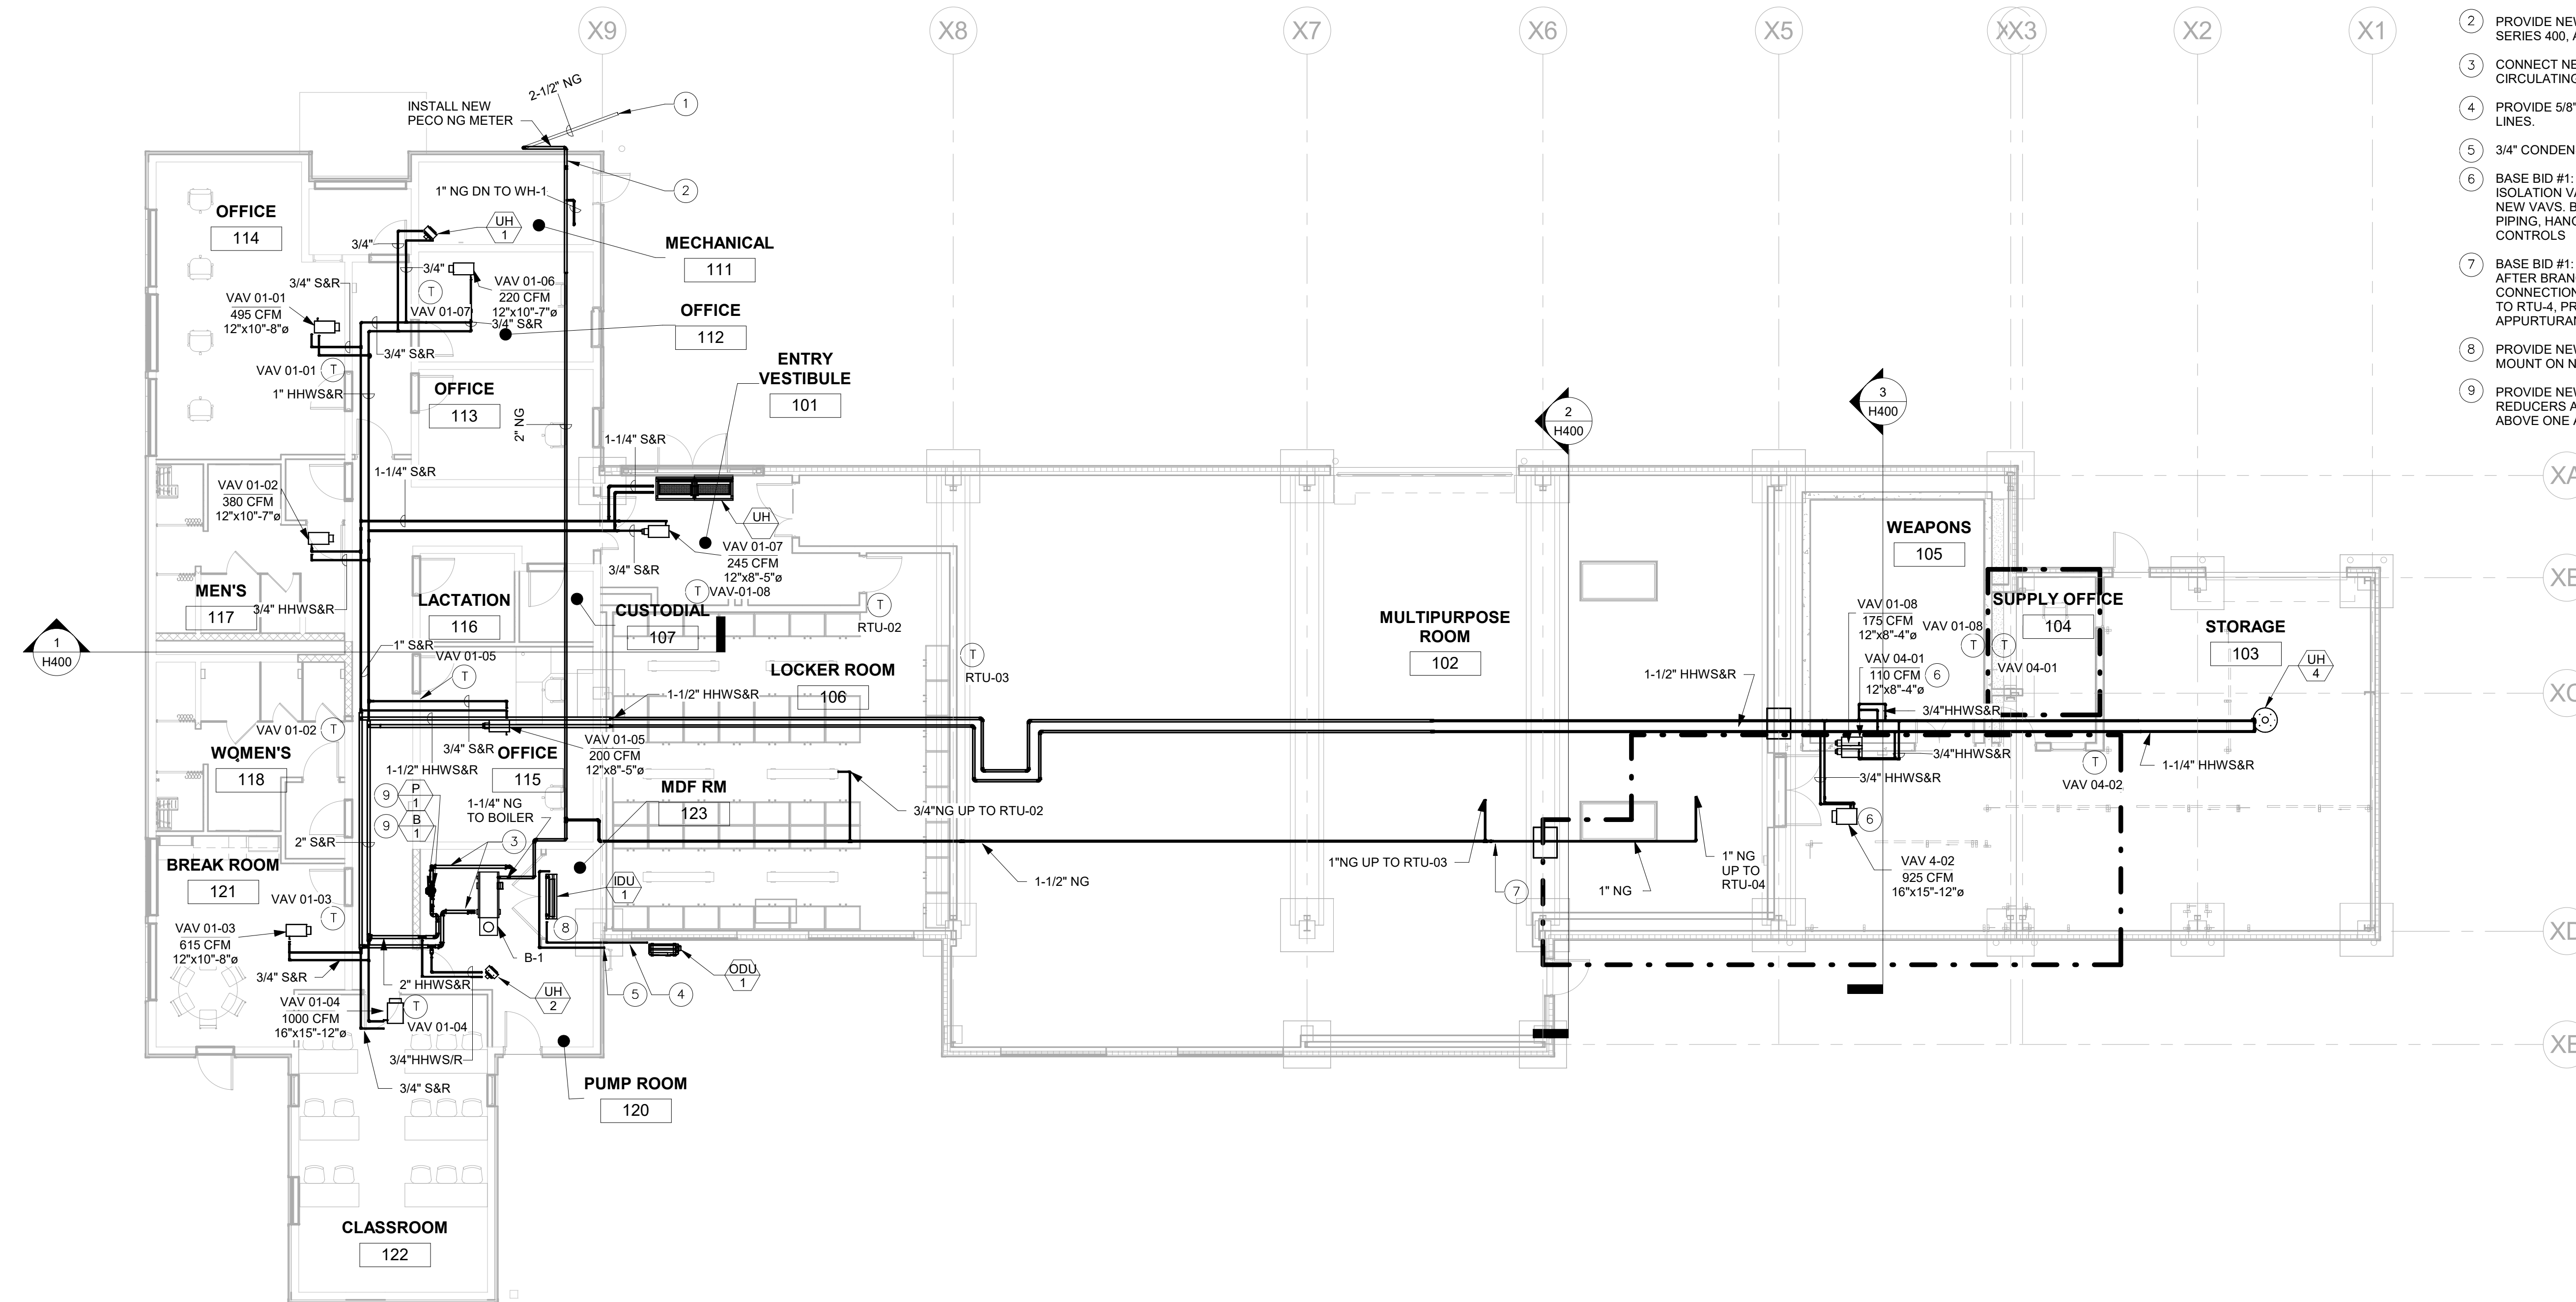 X9
X8
X7
X6
X5
XX3
X2
X1
2 PROVIDE NE
SERIES 400, A
3 CONNECT NE
CIRCULATING
4 PROVIDE 5/8"
LINES.
5 3/4" CONDEN
6 BASE BID #1:
ISOLATION VA
NEW VAVS. B
PIPING, HANG
CONTROLS
7 BASE BID #1:
AFTER BRAN
CONNECTION
TO RTU-4, PR
APPURTURAN
8 PROVIDE NEW
MOUNT ON N
9 PROVIDE NEW
REDUCERS A
ABOVE ONE A
INSTALL NEW
PECO NG METER
2-1/2" NG
1
2
1" NG DN TO WH-1
OFFICE
114
UH
1
3/4"
3/4"
MECHANICAL
111
3/4" S&R
VAV 01-01
495 CFM
12"x10"-8"ø
T
VAV 01-07
VAV 01-06
220 CFM
12"x10"-7"ø
3/4" S&R
OFFICE
112
3/4" S&R
VAV 01-01
T
1" HHWS&R
OFFICE
113
2" NG
ENTRY
VESTIBULE
101
1-1/4" S&R
1-1/4" S&R
VAV 01-02
380 CFM
12"x10"-7"ø
UH
VAV 01-07
245 CFM
12"x8"-5"ø
3/4" S&R
T
VAV-01-08
T
RTU-02
MEN'S
117
3/4" HHWS&R
LACTATION
116
CUSTODIAL
107
1
H400
1" S&R
VAV 01-05
T
LOCKER ROOM
106
T
RTU-03
1-1/2" HHWS&R
VAV 01-02
T
WOMEN'S
118
3/4" S&R
1-1/2" HHWS&R
OFFICE
115
VAV 01-05
200 CFM
12"x8"-5"ø
MDF RM
123
3/4"NG UP TO RTU-02
9
P
1
9
B
1
1-1/4" NG
TO BOILER
3
2" S&R
BREAK ROOM
121
VAV 01-03
T
VAV 01-03
615 CFM
12"x10"-8"ø
3/4" S&R
IDU
1
8
B-1
ODU
1
5
4
2" HHWS&R
UH
2
VAV 01-04
1000 CFM
16"x15"-12"ø
T
VAV 01-04
3/4"HHWS/R
3/4" S&R
PUMP ROOM
120
CLASSROOM
122
1-1/2" NG
2
H400
3
H400
MULTIPURPOSE
ROOM
102
WEAPONS
105
SUPPLY OFFICE
104
STORAGE
103
UH
4
VAV 01-08
175 CFM
12"x8"-4"ø
VAV 01-08
T
T
VAV 04-01
VAV 04-01
110 CFM
12"x8"-4"ø
6
1-1/2" HHWS&R
3/4"HHWS&R
3/4"HHWS&R
3/4" HHWS&R
T
VAV 04-02
1-1/4" HHWS&R
6
VAV 4-02
925 CFM
16"x15"-12"ø
1"NG UP TO RTU-03
7
1" NG
1" NG
UP TO
RTU-04
XA
XC
XD